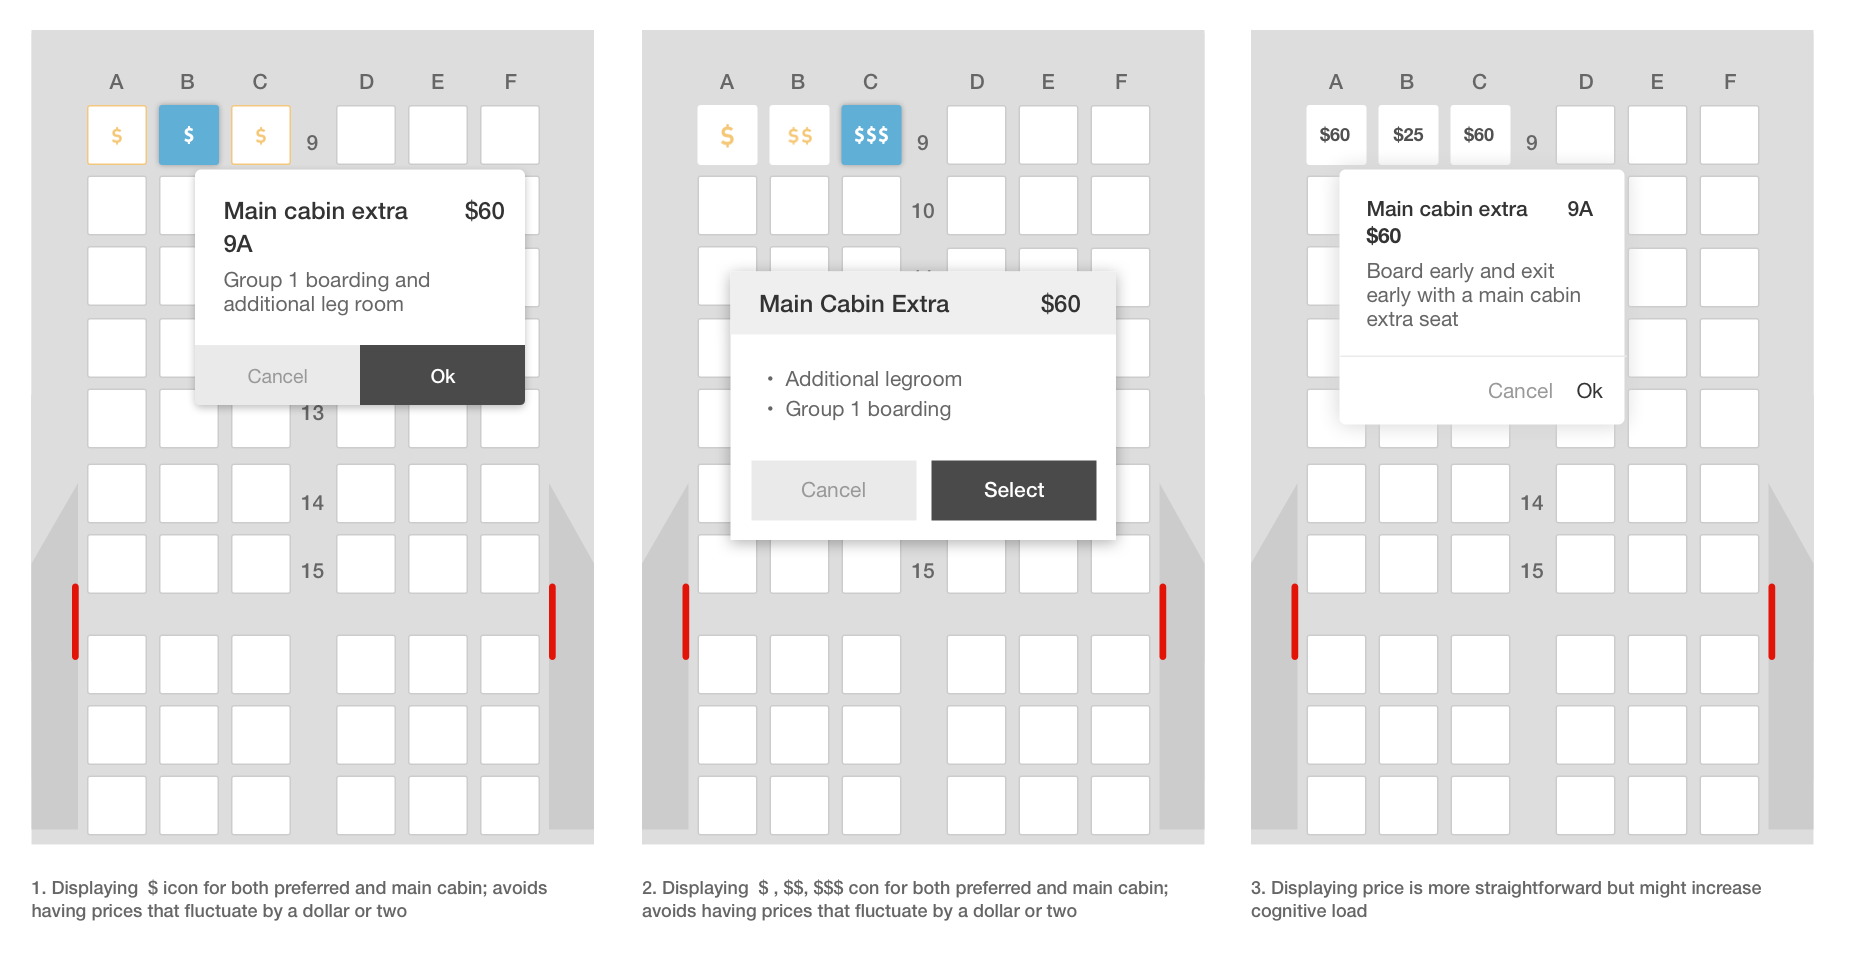 A B C D E F
$ $ $ 9
Main cabin extra $60
9A
Group 1 boarding and
additional leg room
Cancel Ok
13
14
15
1. Displaying $ icon for both preferred and main cabin; avoids
having prices that fluctuate by a dollar or two
A B C D E F
$ $$ $$$ 9
10
Main Cabin Extra $60
• Additional legroom
• Group 1 boarding
Cancel Select
15
2. Displaying $ , $$, $$$ con for both preferred and main cabin;
avoids having prices that fluctuate by a dollar or two
A B C D E F
$60 $25 $60 9
Main cabin extra 9A
$60
Board early and exit
early with a main cabin
extra seat
Cancel Ok
14
15
3. Displaying price is more straightforward but might increase
cognitive load